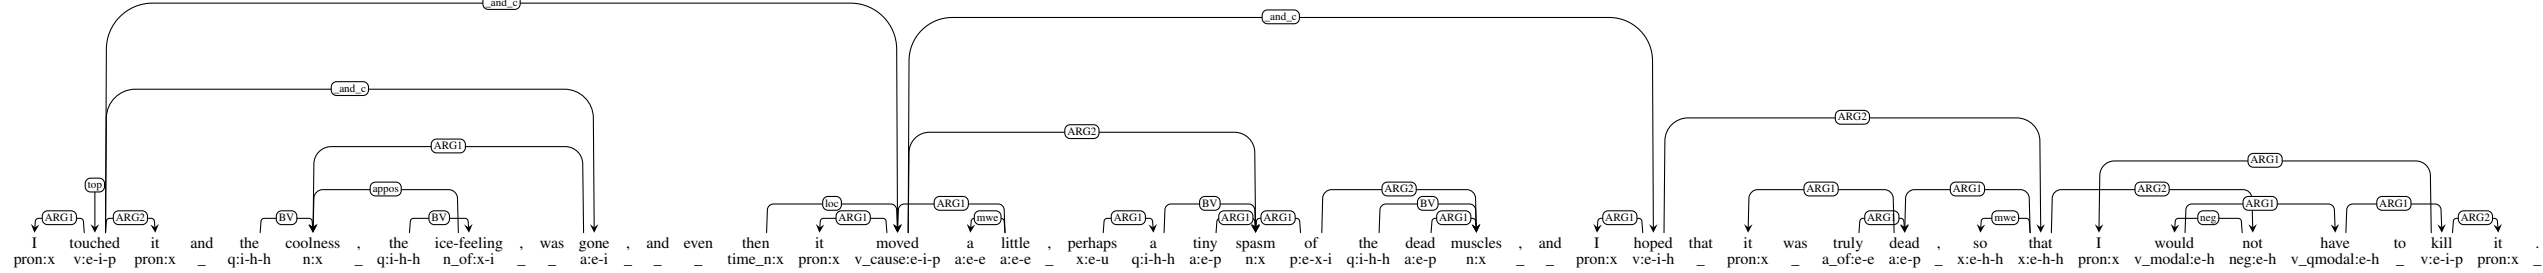 _and_c
_and_c
_and_c
ARG2
ARG2
ARG1
ARG1
top appos ARG2 ARG1 ARG1 ARG2
loc ARG1 BV BV ARG1 ARG1
ARG1 ARG2 BV BV ARG1 mwe ARG1 ARG1 ARG1 ARG1 ARG1 ARG1 mwe neg ARG2
I touched it and the coolness , the ice-feeling , was gone , and even then it moved a little , perhaps a tiny spasm of the dead muscles , and I hoped that it was truly dead , so that I would not have to kill it .
pron:x v:e-i-p pron:x _ q:i-h-h n:x _ q:i-h-h n_of:x-i _ _ a:e-i _ _ _ time_n:x pron:x v_cause:e-i-p a:e-e a:e-e _ x:e-u q:i-h-h a:e-p n:x p:e-x-i q:i-h-h a:e-p n:x _ _ pron:x v:e-i-h _ pron:x _ a_of:e-e a:e-p _ x:e-h-h x:e-h-h pron:x v_modal:e-h neg:e-h v_qmodal:e-h _ v:e-i-p pron:x _